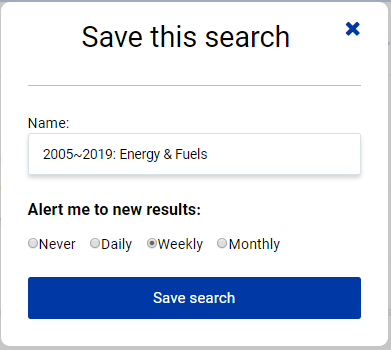 Save this search
Name:
2005~2019: Energy & Fuels
Alert me to new results:
Never Daily Weekly Monthly
Save search